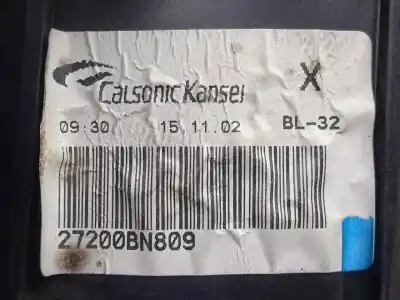 Calsonic Kansei X
09:30 15.11.02 BL-32
27200BN809